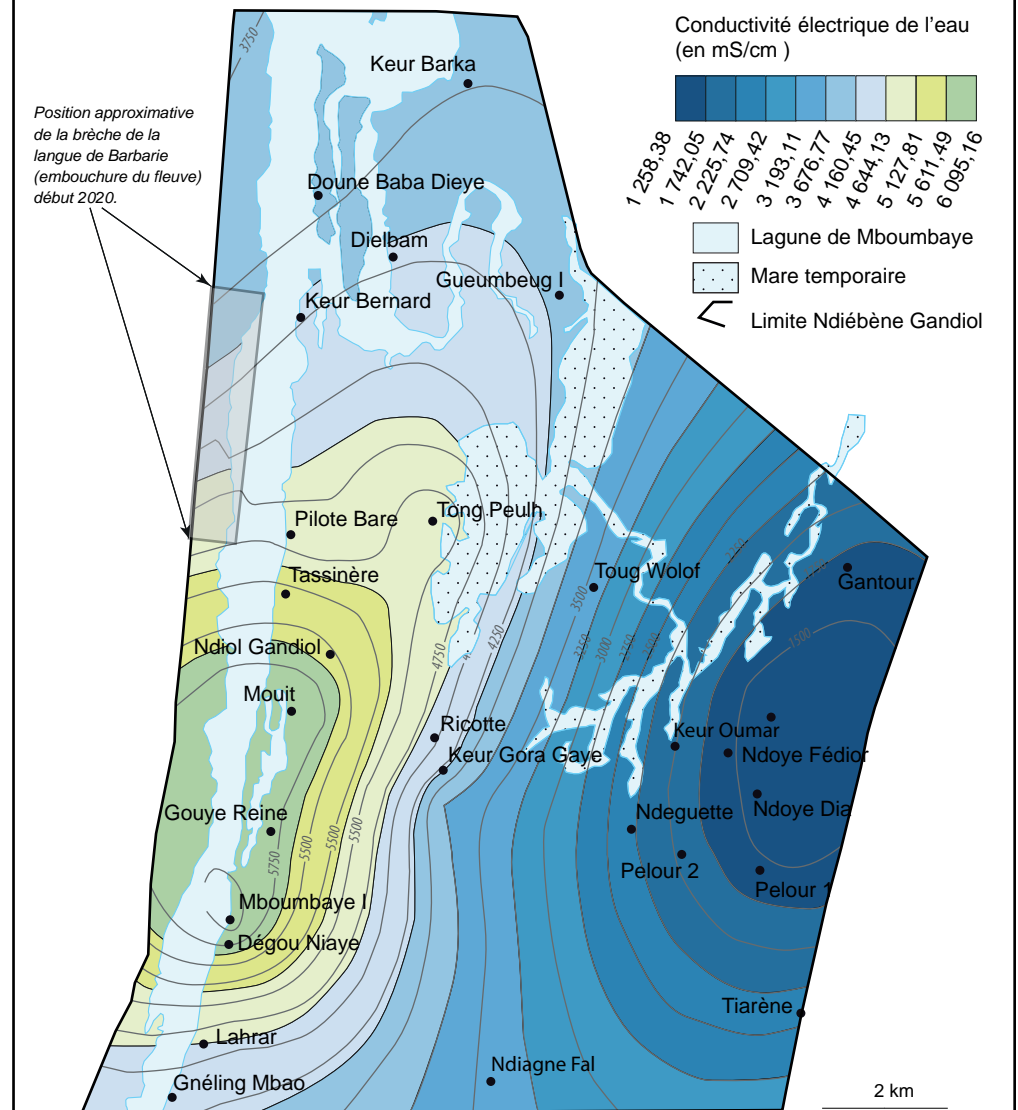 Conductivité électrique de l'eau
(en mS/cm )
1 258,38
1 742,05
2 225,74
2 709,42
3 193,11
3 676,77
4 160,45
4 644,13
5 127,81
5 611,49
6 095,16
Lagune de Mboumbaye
Mare temporaire
Limite Ndiébène Gandiol
Position approximative
de la brèche de la
langue de Barbarie
(embouchure du fleuve)
début 2020.
3750
Keur Barka
Doune Baba Dieye
Dielbam
Gueumbeug I
Keur Bernard
Pilote Bare
Tong Peulh
Tassinère
Toug Wolof
Gantour
3500
1500
Ndiol Gandiol
4750
4250
3250
3000
Mouit
Ricotte
Keur Oumar
Keur Gora Gaye
Ndoye Fédior
Ndoye Dia
Gouye Reine
Ndeguette
5750
5500
5500
5500
Pelour 2
Pelour 1
Mboumbaye I
Dégou Niaye
Tiarène
Lahrar
Ndiagne Fal
Gnéling Mbao
2 km